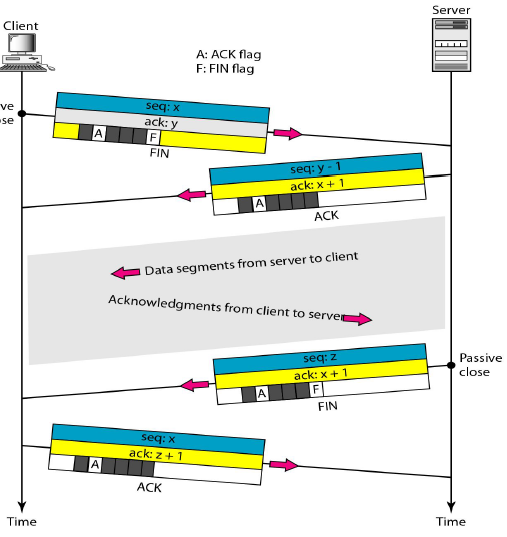 Client
Server
A: ACK flag
F: FIN flag
ve
ose
seq: x
ack: y
A
F
FIN
seq: y - 1
ack: x + 1
A
ACK
Data segments from server to client
Acknowledgments from client to server
seq: z
ack: x + 1
A
F
FIN
Passive
close
seq: x
ack: z + 1
A
ACK
Time
Time